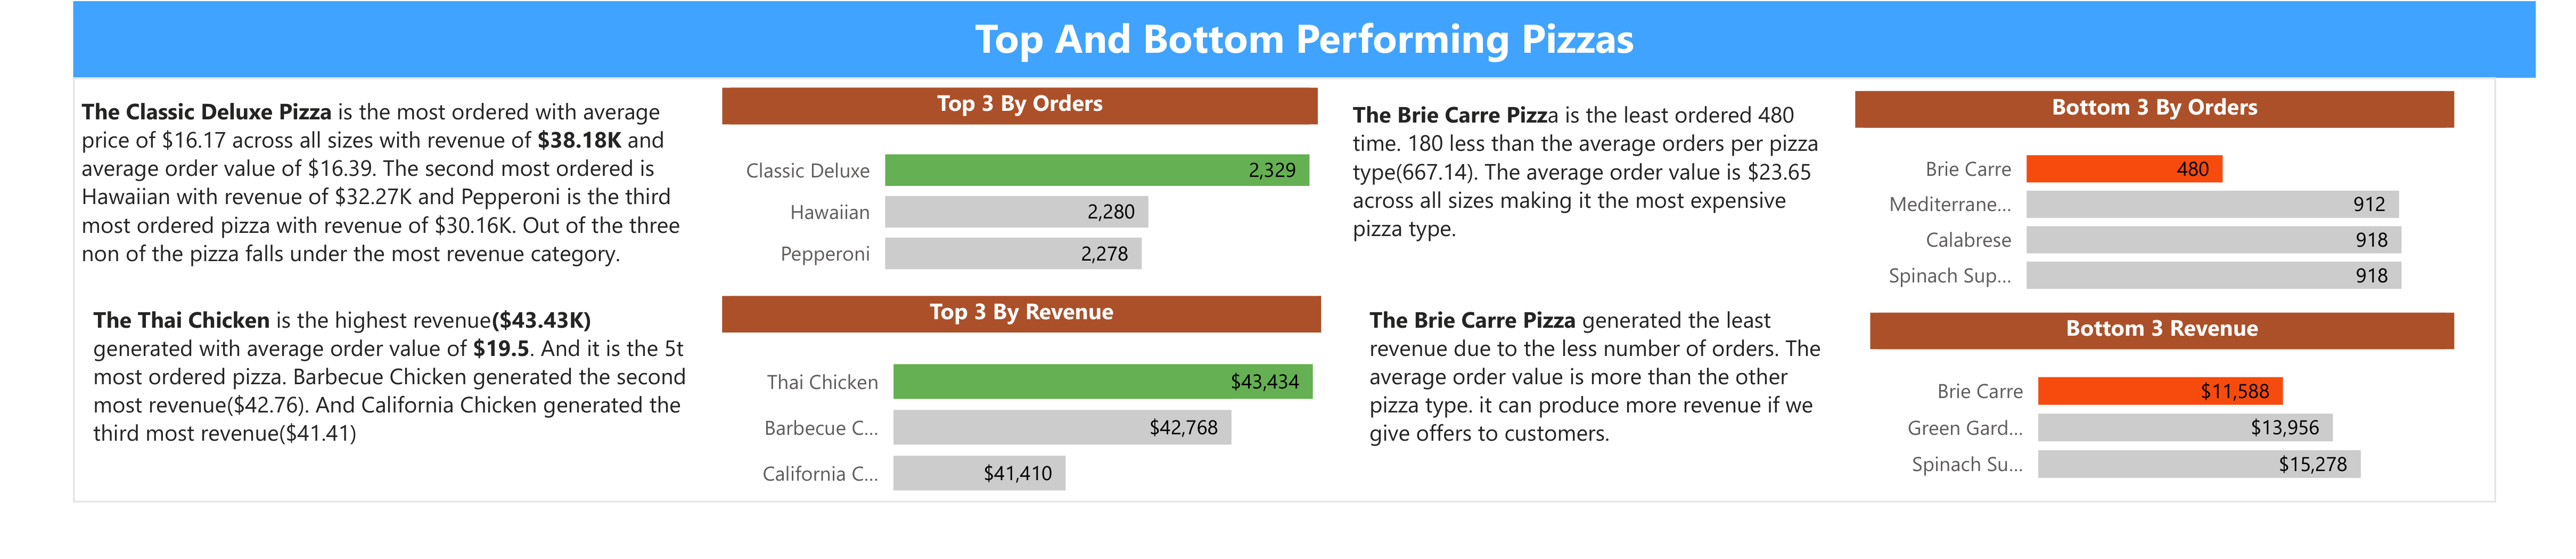 Top And Bottom Performing Pizzas
The Classic Deluxe Pizza is the most ordered with average
price of $16.17 across all sizes with revenue of $38.18K and
average order value of $16.39. The second most ordered is
Hawaiian with revenue of $32.27K and Pepperoni is the third
most ordered pizza with revenue of $30.16K. Out of the three
non of the pizza falls under the most revenue category.
The Thai Chicken is the highest revenue($43.43K)
generated with average order value of $19.5. And it is the 5t
most ordered pizza. Barbecue Chicken generated the second
most revenue($42.76). And California Chicken generated the
third most revenue($41.41)
Top 3 By Orders
Classic Deluxe 2,329
Hawaiian 2,280
Pepperoni 2,278
Top 3 By Revenue
Thai Chicken $43,434
Barbecue C... $42,768
California C... $41,410
The Brie Carre Pizza is the least ordered 480
time. 180 less than the average orders per pizza
type(667.14). The average order value is $23.65
across all sizes making it the most expensive
pizza type.
The Brie Carre Pizza generated the least
revenue due to the less number of orders. The
average order value is more than the other
pizza type. it can produce more revenue if we
give offers to customers.
Bottom 3 By Orders
Brie Carre 480
Mediterrane... 912
Calabrese 918
Spinach Sup... 918
Bottom 3 Revenue
Brie Carre $11,588
Green Gard... $13,956
Spinach Su... $15,278